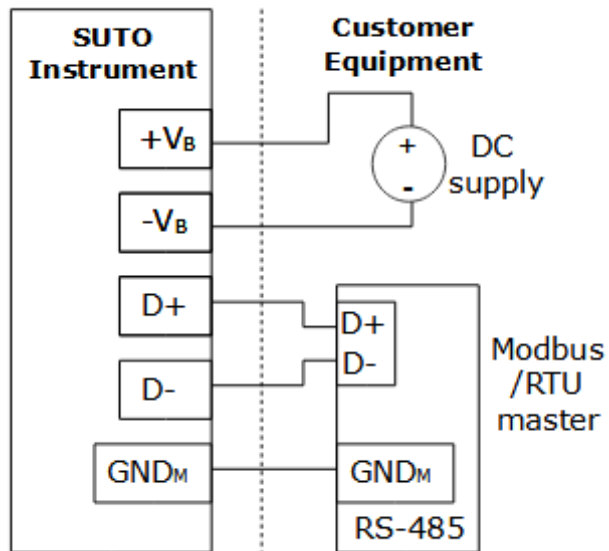 SUTO
Instrument
Customer
Equipment
+VB
-VB
D+
D-
GNDM
+
-
DC
supply
D+
D-
GNDM
RS-485
Modbus
/RTU
master